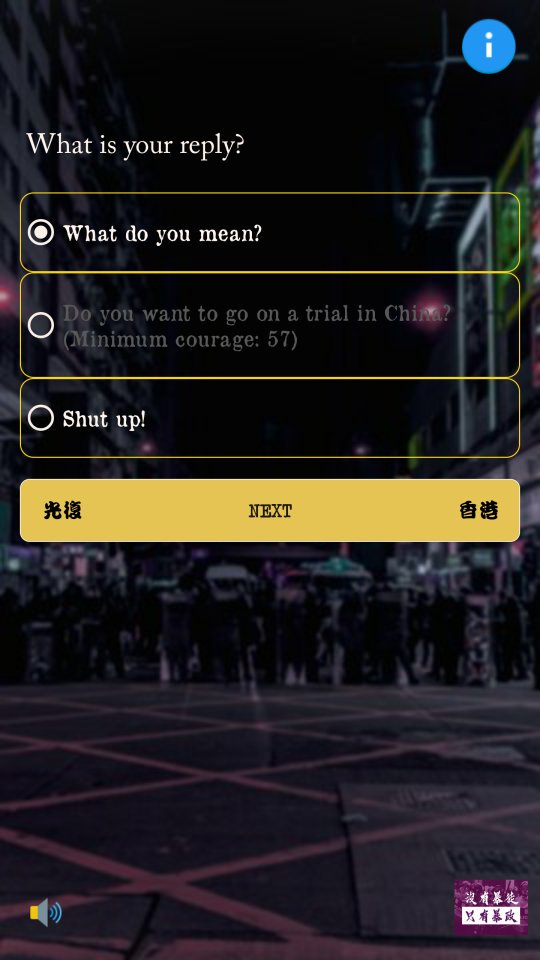 What is your reply?
What do you mean?
Do you want to go on a trial in China?
(Minimum courage: 57)
Shut up!
光復 NEXT 香港
沒有暴徒
只有暴政